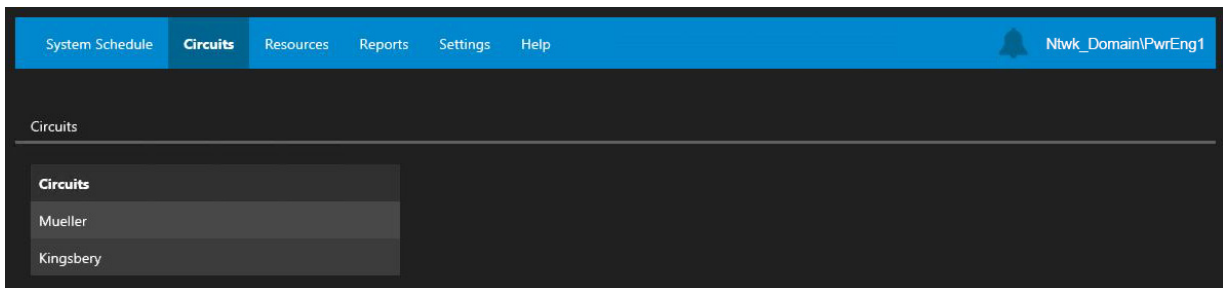 System Schedule Circuits Resources Reports Settings Help Ntwk_Domain\PwrEng1
Circuits
Circuits
Mueller
Kingsbery